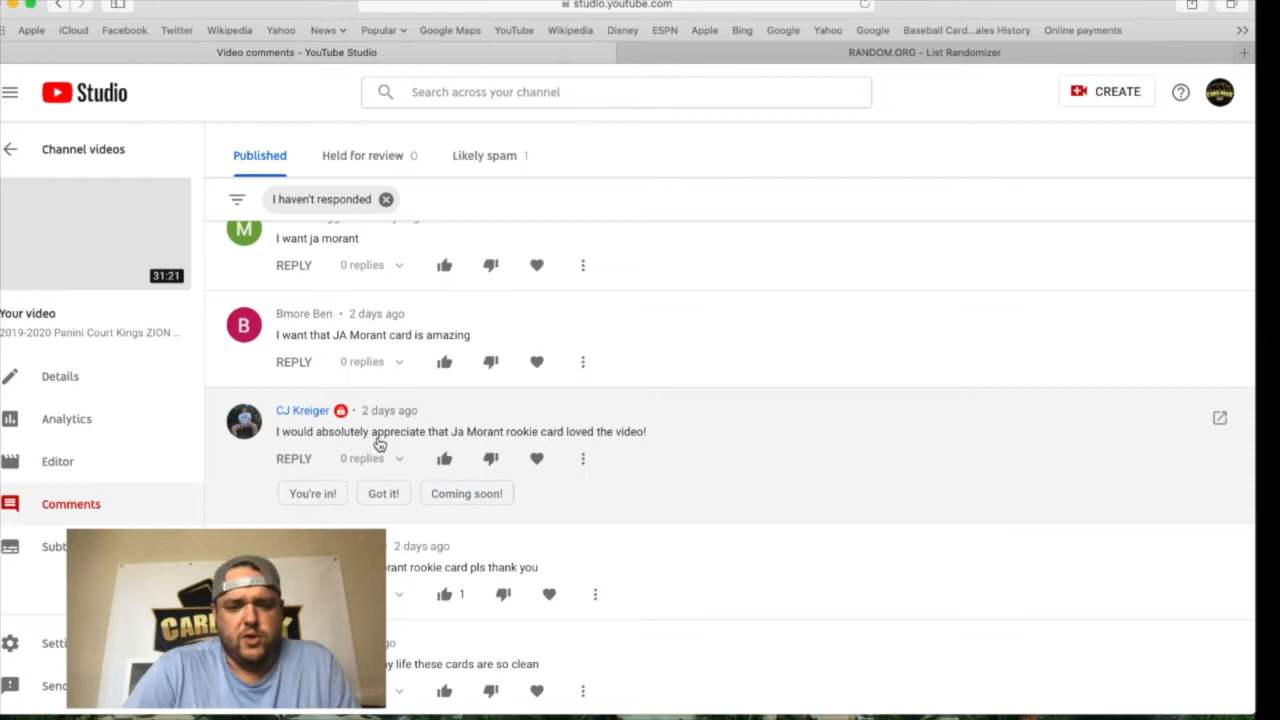 studio.youtube.com
Apple iCloud Facebook Twitter Wikipedia Yahoo News Popular Google Maps YouTube Wikipedia Disney ESPN Apple Bing Google Yahoo Google Baseball Card...ales History Online payments
Video comments - YouTube Studio RANDOM.ORG - List Randomizer
Studio
Search across your channel
CREATE
Channel videos
Published
Held for review 0
Likely spam 1
I haven't responded
31:21
Your video
2019-2020 Panini Court Kings ZION ...
Details
Analytics
Editor
Comments
M
I want ja morant
REPLY 0 replies
B
Bmore Ben • 2 days ago
I want that JA Morant card is amazing
REPLY 0 replies
CJ Kreiger • 2 days ago
I would absolutely appreciate that Ja Morant rookie card loved the video!
REPLY 0 replies
You're in! Got it! Coming soon!
2 days ago
rant rookie card pls thank you
1
go
y life these cards are so clean
Subt
Setti
Send
CARD